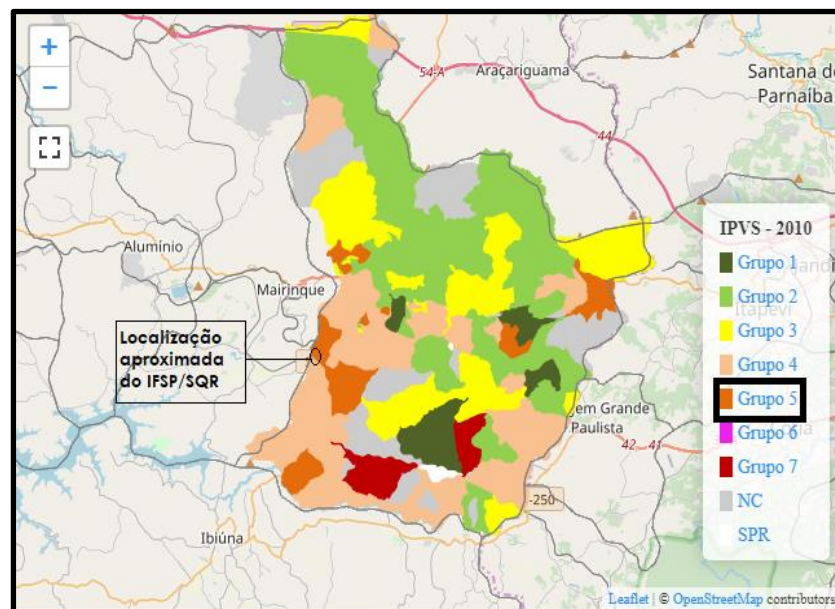 +
−
54-A
Araçariguama
Santana de
Parnaíba
44
Alumínio
Mairinque
Localização
aproximada
do IFSP/SQR
IPVS - 2010
Grupo 1
Grupo 2
Grupo 3
Grupo 4
Grupo 5
Grupo 6
Grupo 7
NC
SPR
Itapevi
jem Grande
Paulista
42
41
-250
Ibiúna
Leaflet | © OpenStreetMap contributors